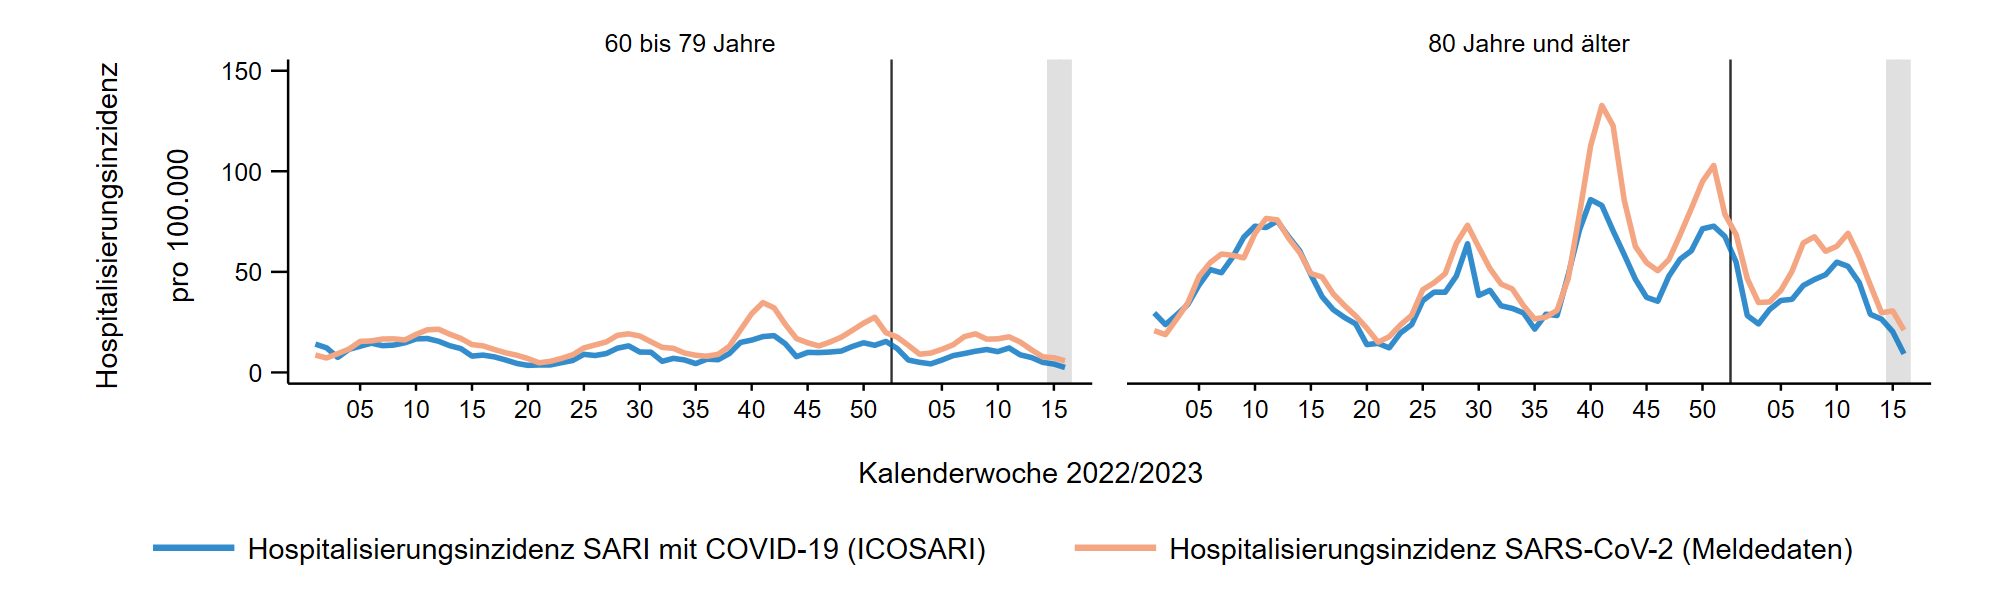 60 bis 79 Jahre
80 Jahre und älter
Hospitalisierungsinzidenz
pro 100.000
150
100
50
0
05 10 15 20 25 30 35 40 45 50 05 10 15
05 10 15 20 25 30 35 40 45 50 05 10 15
Kalenderwoche 2022/2023
Hospitalisierungsinzidenz SARI mit COVID-19 (ICOSARI)
Hospitalisierungsinzidenz SARS-CoV-2 (Meldedaten)